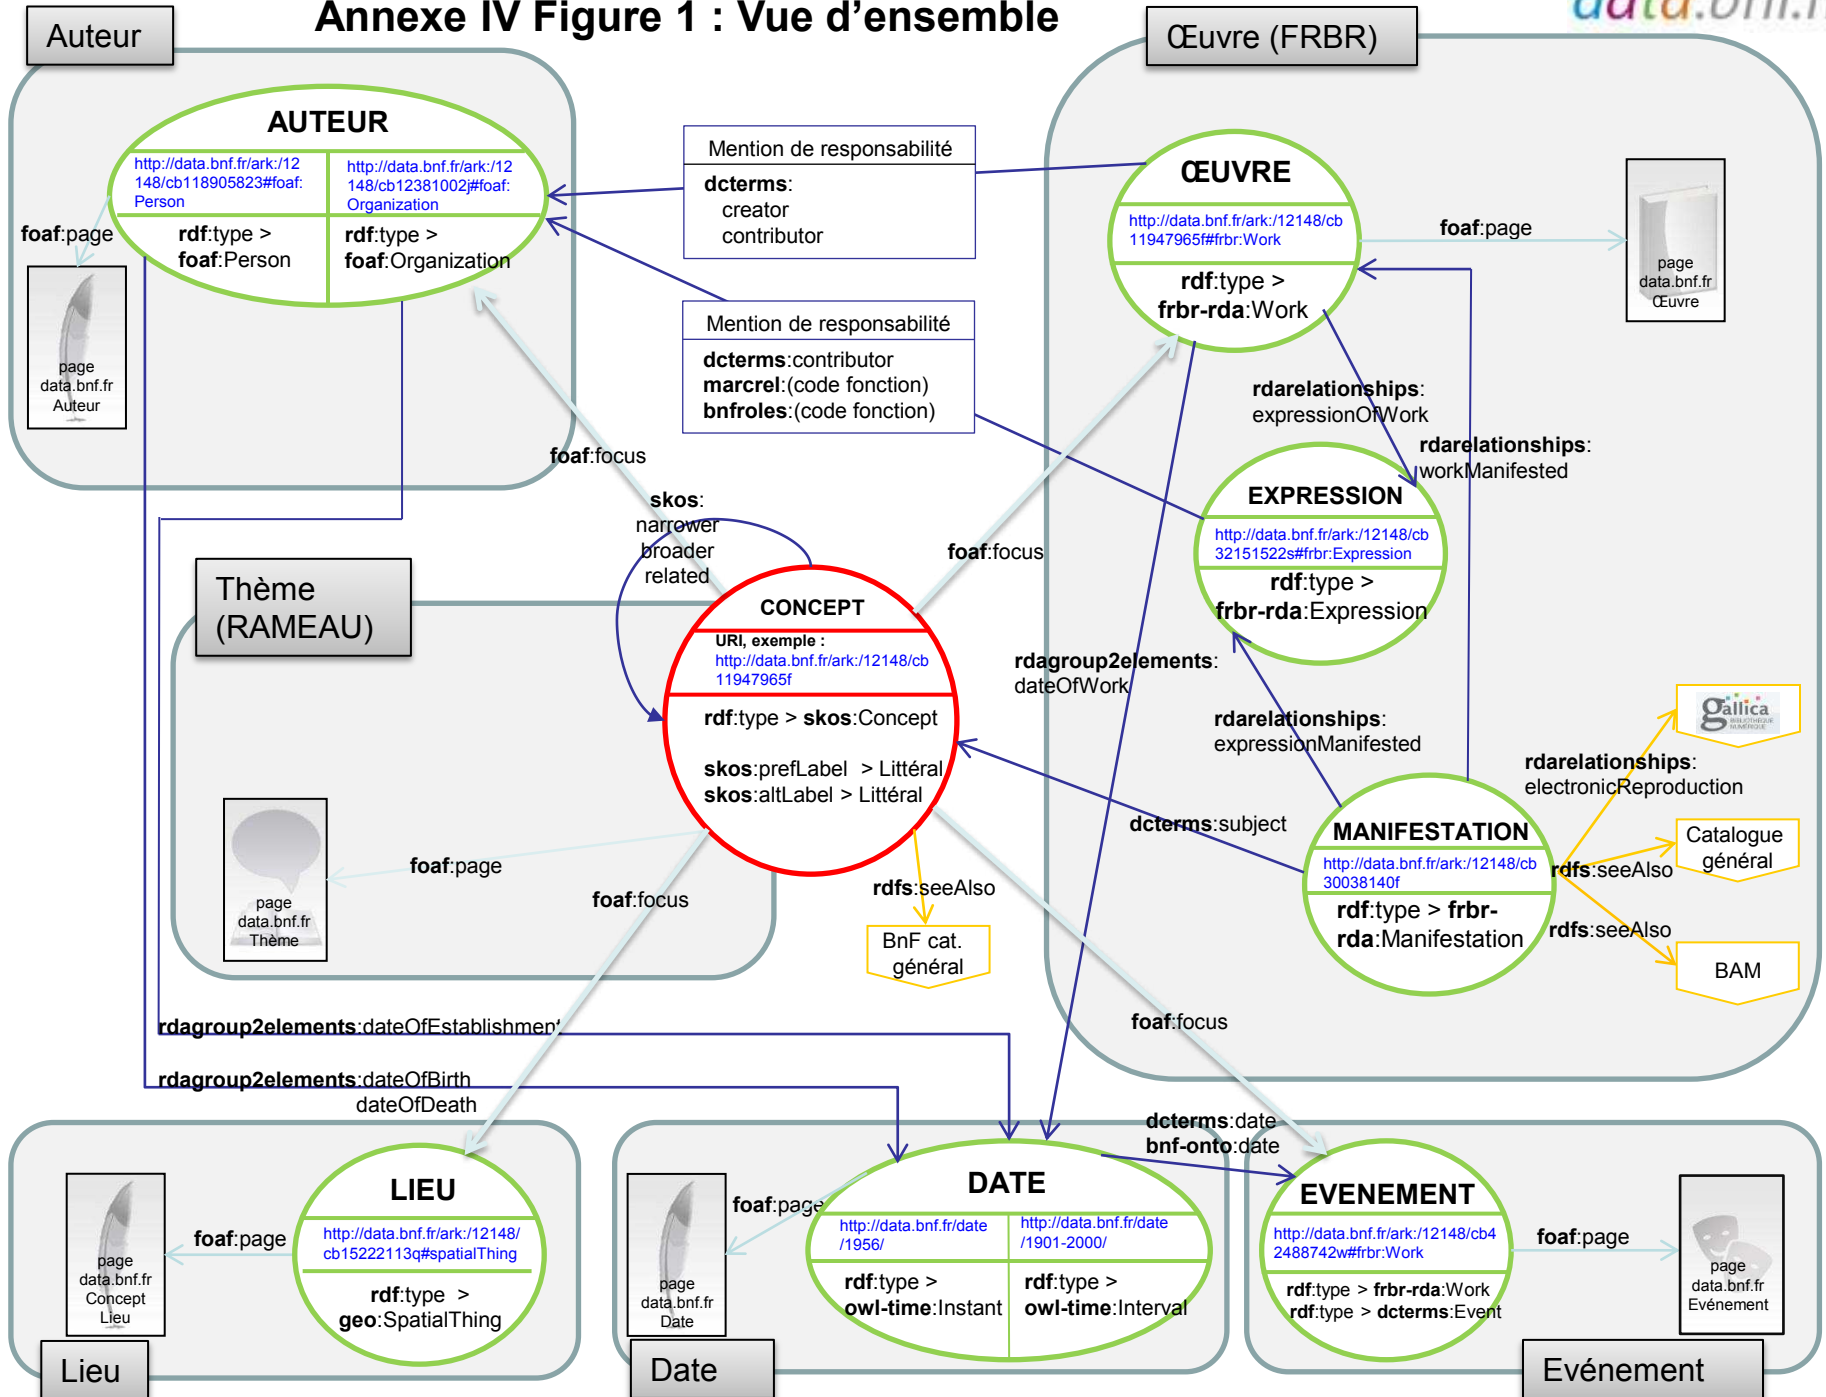 Annexe IV Figure 1 : Vue d'ensemble
data.bnf.fr
Auteur
AUTEUR
http://data.bnf.fr/ark:/12
148/cb118905823#foaf:
Person
http://data.bnf.fr/ark:/12
148/cb12381002j#foaf:
Organization
rdf:type >
foaf:Person
rdf:type >
foaf:Organization
foaf:page
page
data.bnf.fr
Auteur
Mention de responsabilité
dcterms:
creator
contributor
Mention de responsabilité
dcterms:contributor
marcrel:(code fonction)
bnfroles:(code fonction)
Œuvre (FRBR)
ŒUVRE
http://data.bnf.fr/ark:/12148/cb
11947965f#frbr:Work
rdf:type >
frbr-rda:Work
foaf:page
page
data.bnf.fr
Œuvre
rdarelationships:
expressionOfWork
rdarelationships:
workManifested
EXPRESSION
http://data.bnf.fr/ark:/12148/cb
32151522s#frbr:Expression
rdf:type >
frbr-rda:Expression
foaf:focus
skos:
narrower
broader
related
foaf:focus
Thème
(RAMEAU)
CONCEPT
URI, exemple :
http://data.bnf.fr/ark:/12148/cb
11947965f
rdf:type > skos:Concept
skos:prefLabel > Littéral
skos:altLabel > Littéral
rdagroup2elements:
dateOfWork
rdarelationships:
expressionManifested
gallica
BIBLIOTHÈQUE
NUMÉRIQUE
rdarelationships:
electronicReproduction
dcterms:subject
MANIFESTATION
http://data.bnf.fr/ark:/12148/cb
30038140f
rdf:type > frbr-
rda:Manifestation
rdfs:seeAlso
Catalogue
général
rdfs:seeAlso
BAM
foaf:page
page
data.bnf.fr
Thème
foaf:focus
rdfs:seeAlso
BnF cat.
général
foaf:focus
rdagroup2elements:dateOfEstablishment
rdagroup2elements:dateOfBirth
dateOfDeath
dcterms:date
bnf-onto:date
LIEU
http://data.bnf.fr/ark:/12148/
cb15222113q#spatialThing
rdf:type >
geo:SpatialThing
foaf:page
page
data.bnf.fr
Concept
Lieu
Lieu
DATE
http://data.bnf.fr/date
/1956/
http://data.bnf.fr/date
/1901-2000/
rdf:type >
owl-time:Instant
rdf:type >
owl-time:Interval
foaf:page
page
data.bnf.fr
Date
Date
EVENEMENT
http://data.bnf.fr/ark:/12148/cb4
2488742w#frbr:Work
rdf:type > frbr-rda:Work
rdf:type > dcterms:Event
foaf:page
page
data.bnf.fr
Evénement
Evénement